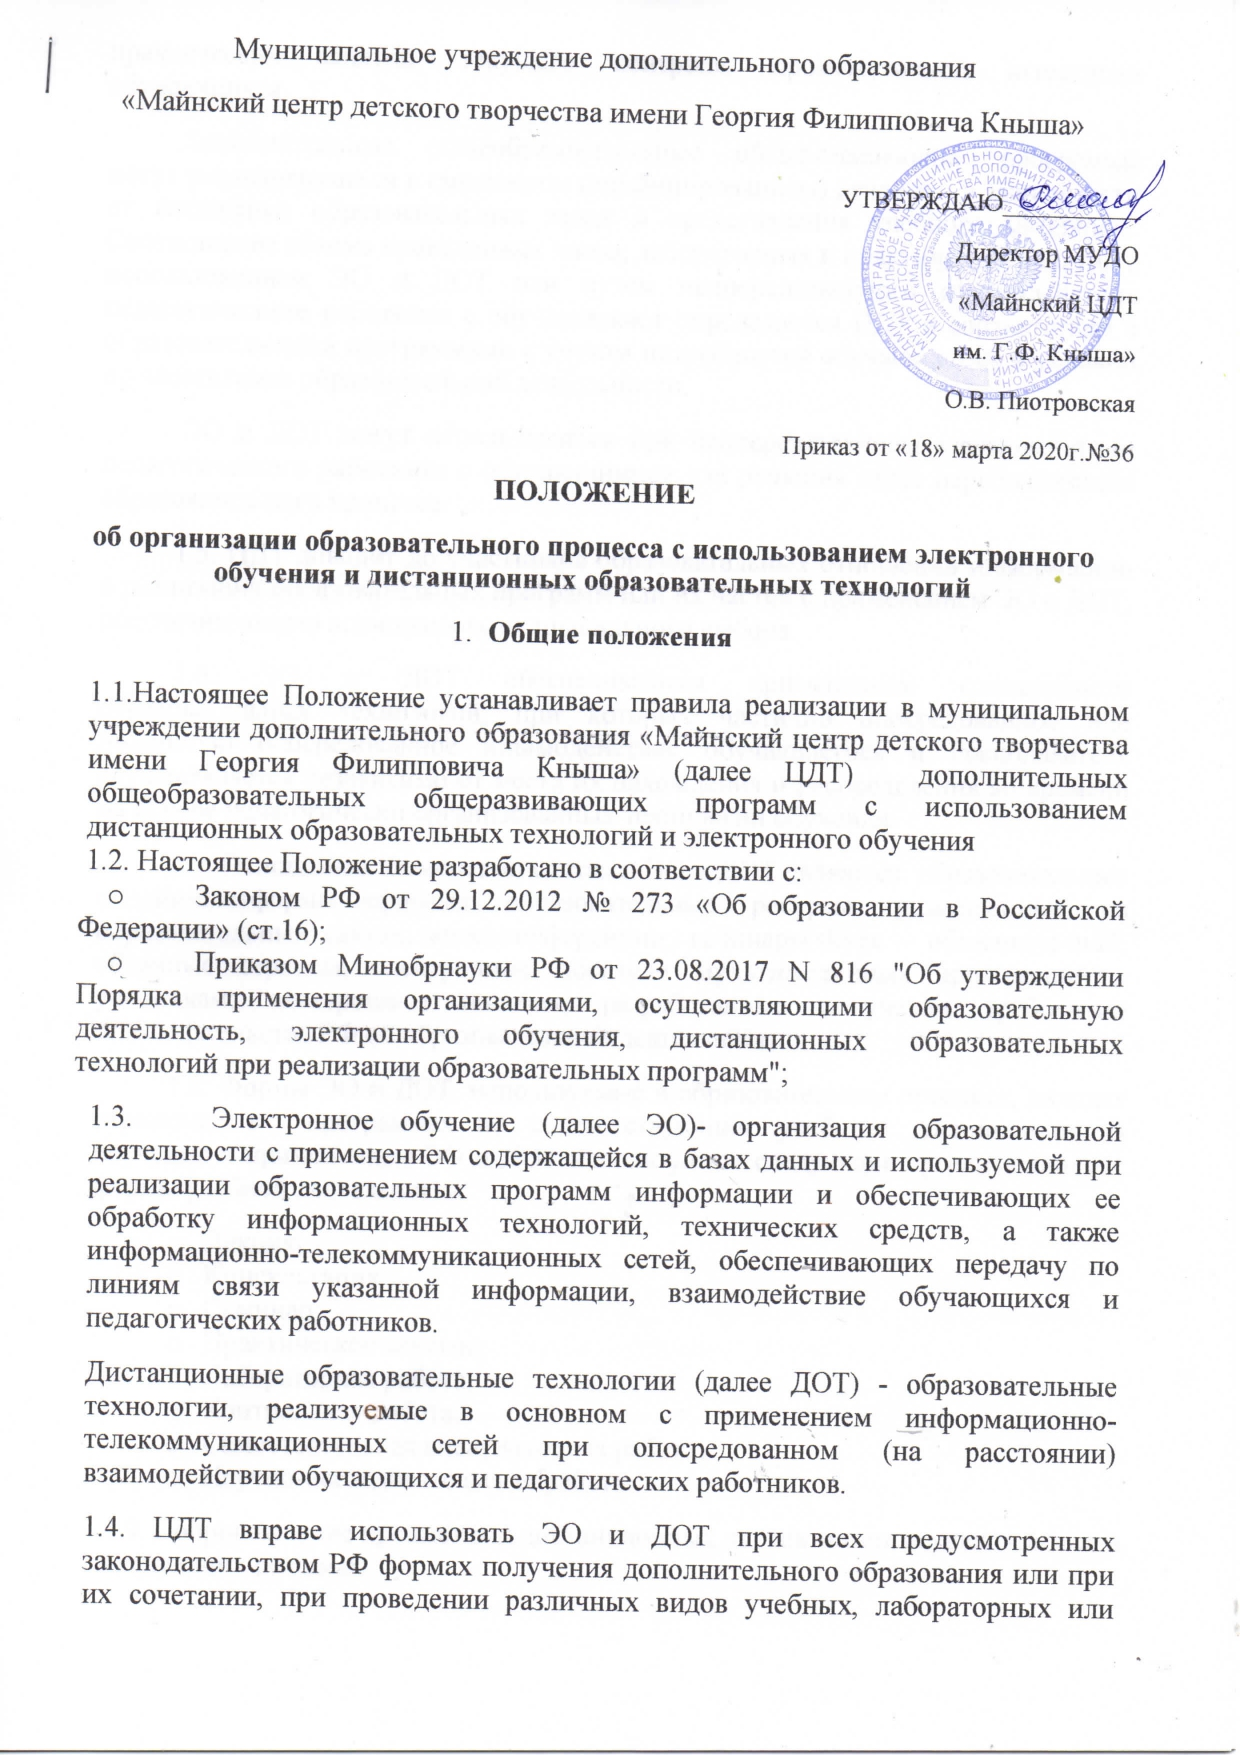 Муниципальное учреждение дополнительного образования
«Майнский центр детского творчества имени Георгия Филипповича Кныша»
УТВЕРЖДАЮ
Директор МУДО
«Майнский ЦДТ
им. Г.Ф. Кныша»
О.В. Пиотровская
Приказ от «18» марта 2020г.№36
ПОЛОЖЕНИЕ
об организации образовательного процесса с использованием электронного
обучения и дистанционных образовательных технологий
1. Общие положения
1.1.Настоящее Положение устанавливает правила реализации в муниципальном
учреждении дополнительного образования «Майнский центр детского творчества
имени Георгия Филипповича Кныша» (далее ЦДТ) дополнительных
общеобразовательных общеразвивающих программ с использованием
дистанционных образовательных технологий и электронного обучения
1.2. Настоящее Положение разработано в соответствии с:
○ Законом РФ от 29.12.2012 № 273 «Об образовании в Российской
Федерации» (ст.16);
○ Приказом Минобрнауки РФ от 23.08.2017 N 816 "Об утверждении
Порядка применения организациями, осуществляющими образовательную
деятельность, электронного обучения, дистанционных образовательных
технологий при реализации образовательных программ";
1.3. Электронное обучение (далее ЭО)- организация образовательной
деятельности с применением содержащейся в базах данных и используемой при
реализации образовательных программ информации и обеспечивающих ее
обработку информационных технологий, технических средств, а также
информационно-телекоммуникационных сетей, обеспечивающих передачу по
линиям связи указанной информации, взаимодействие обучающихся и
педагогических работников.
Дистанционные образовательные технологии (далее ДОТ) - образовательные
технологии, реализуемые в основном с применением информационно-
телекоммуникационных сетей при опосредованном (на расстоянии)
взаимодействии обучающихся и педагогических работников.
1.4. ЦДТ вправе использовать ЭО и ДОТ при всех предусмотренных
законодательством РФ формах получения дополнительного образования или при
их сочетании, при проведении различных видов учебных, лабораторных или